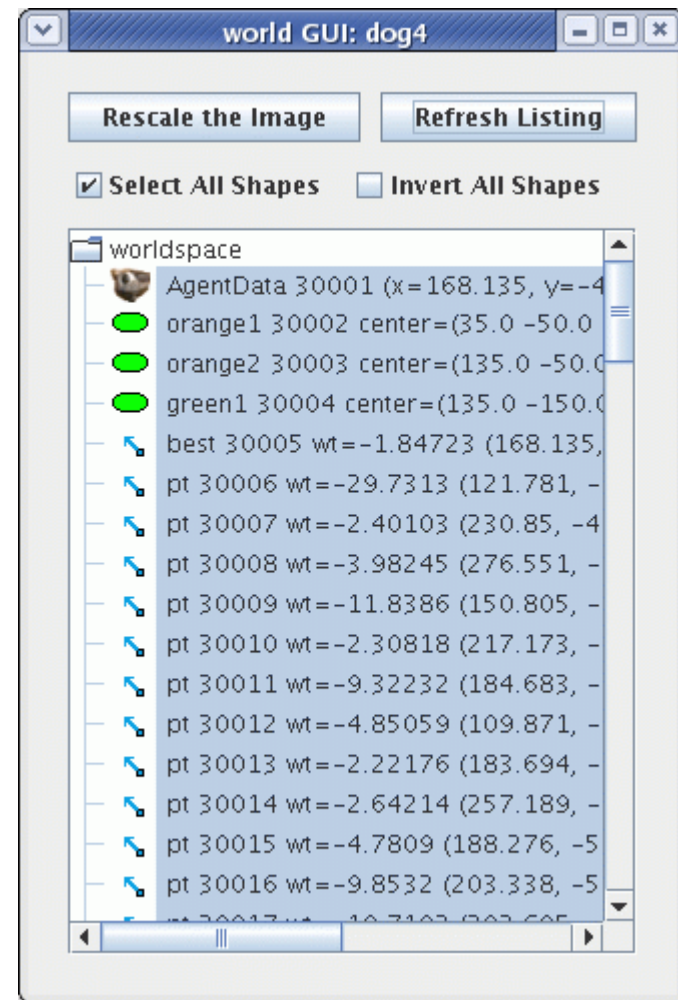 world GUI: dog4
Rescale the Image Refresh Listing
Select All Shapes Invert All Shapes
worldspace
AgentData 30001 (x=168.135, y=-4
orange1 30002 center=(35.0 -50.0
orange2 30003 center=(135.0 -50.0
green1 30004 center=(135.0 -150.0
best 30005 wt=-1.84723 (168.135,
pt 30006 wt=-29.7313 (121.781, -
pt 30007 wt=-2.40103 (230.85, -4
pt 30008 wt=-3.98245 (276.551, -
pt 30009 wt=-11.8386 (150.805, -
pt 30010 wt=-2.30818 (217.173, -
pt 30011 wt=-9.32232 (184.683, -
pt 30012 wt=-4.85059 (109.871, -
pt 30013 wt=-2.22176 (183.694, -
pt 30014 wt=-2.64214 (257.189, -
pt 30015 wt=-4.7809 (188.276, -5
pt 30016 wt=-9.8532 (203.338, -5
pt 30017